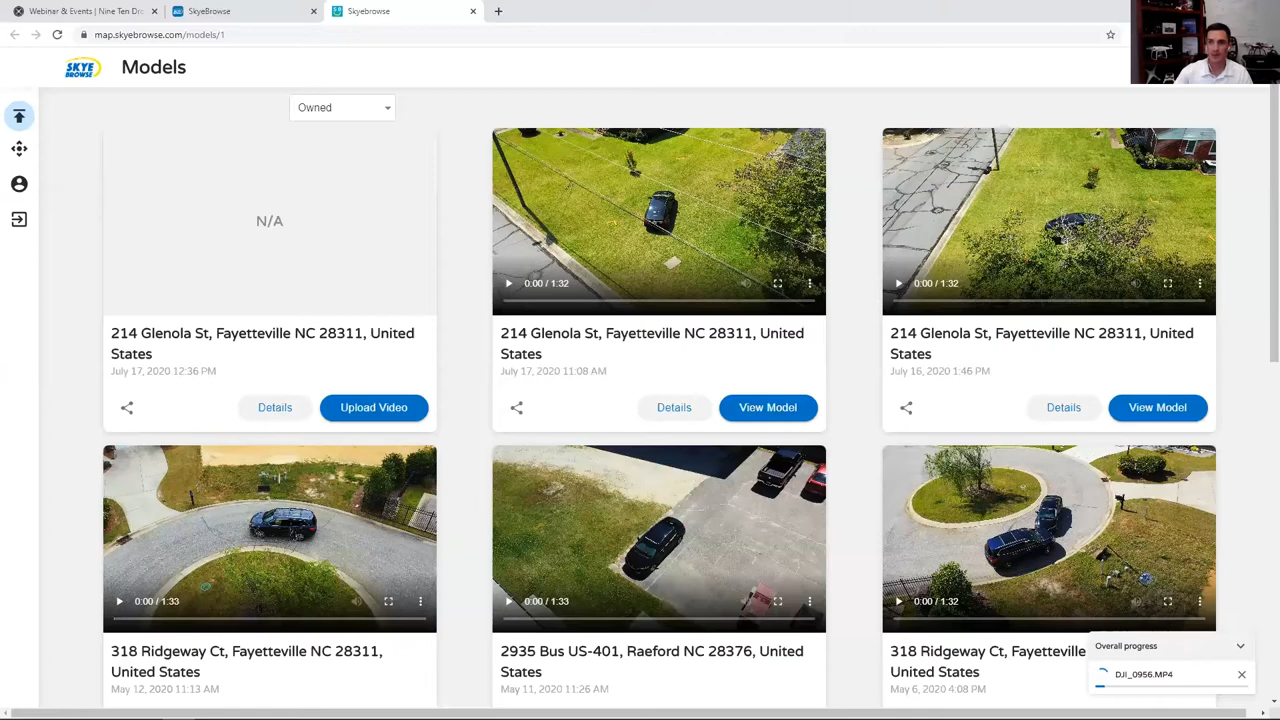 Webinar & Events | Nine Ten Dro
SkyeBrowse
Skyebrowse
map.skyebrowse.com/models/1
SKYE BROWSE
Models
Owned
N/A
0:00 / 1:32
0:00 / 1:32
214 Glenola St, Fayetteville NC 28311, United States
July 17, 2020 12:36 PM
214 Glenola St, Fayetteville NC 28311, United States
July 17, 2020 11:08 AM
214 Glenola St, Fayetteville NC 28311, United States
July 16, 2020 1:46 PM
Details
Upload Video
Details
View Model
Details
View Model
0:00 / 1:33
0:00 / 1:33
0:00 / 1:32
318 Ridgeway Ct, Fayetteville NC 28311, United States
May 12, 2020 11:13 AM
2935 Bus US-401, Raeford NC 28376, United States
May 11, 2020 11:26 AM
318 Ridgeway Ct, Fayetteville
United States
May 6, 2020 4:08 PM
Overall progress
DJI_0956.MP4